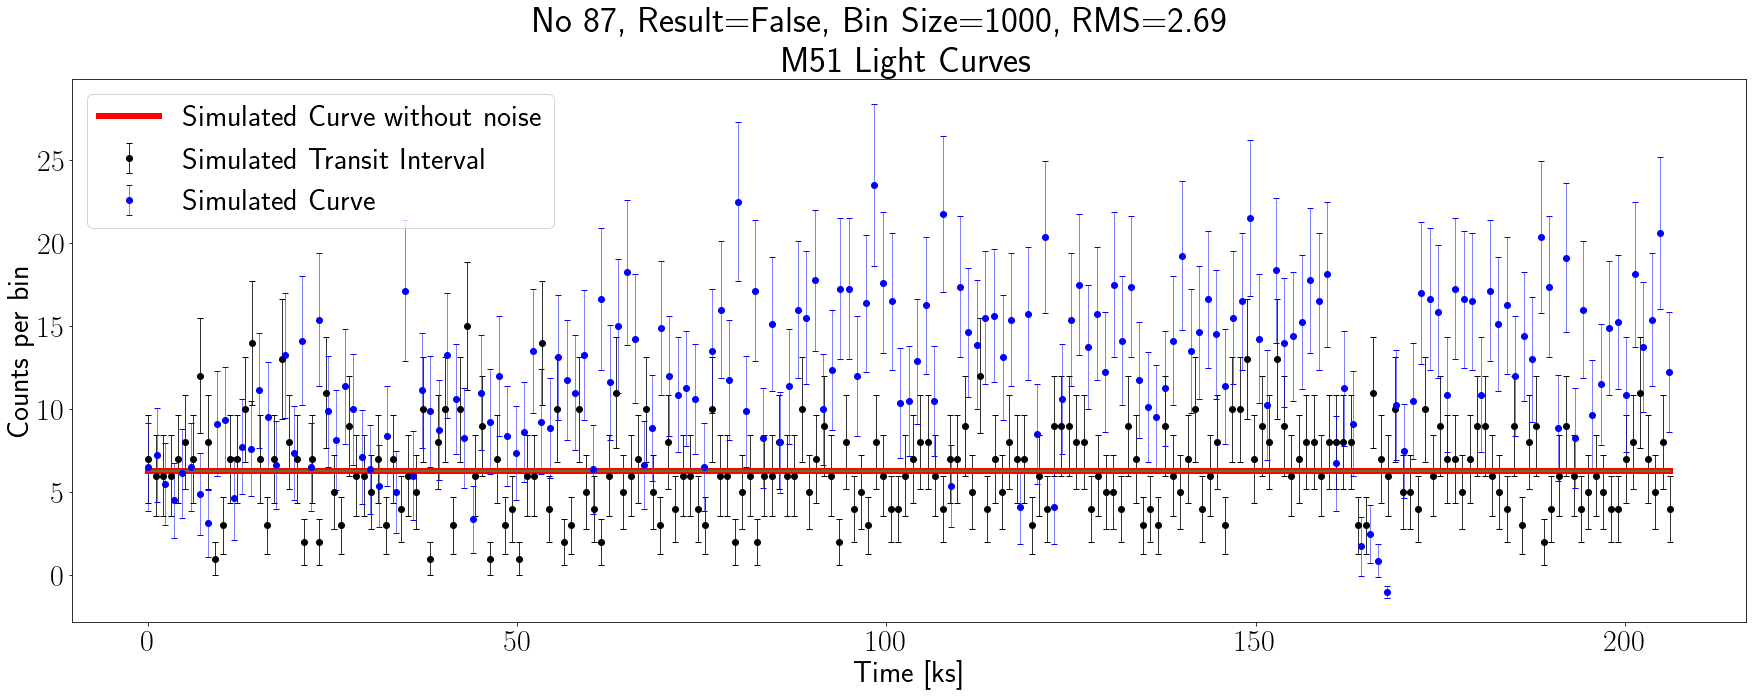 No 87, Result=False, Bin Size=1000, RMS=2.69
M51 Light Curves
Simulated Curve without noise
Simulated Transit Interval
Simulated Curve
Counts per bin
25
20
15
10
5
0
0 50 100 150 200
Time [ks]